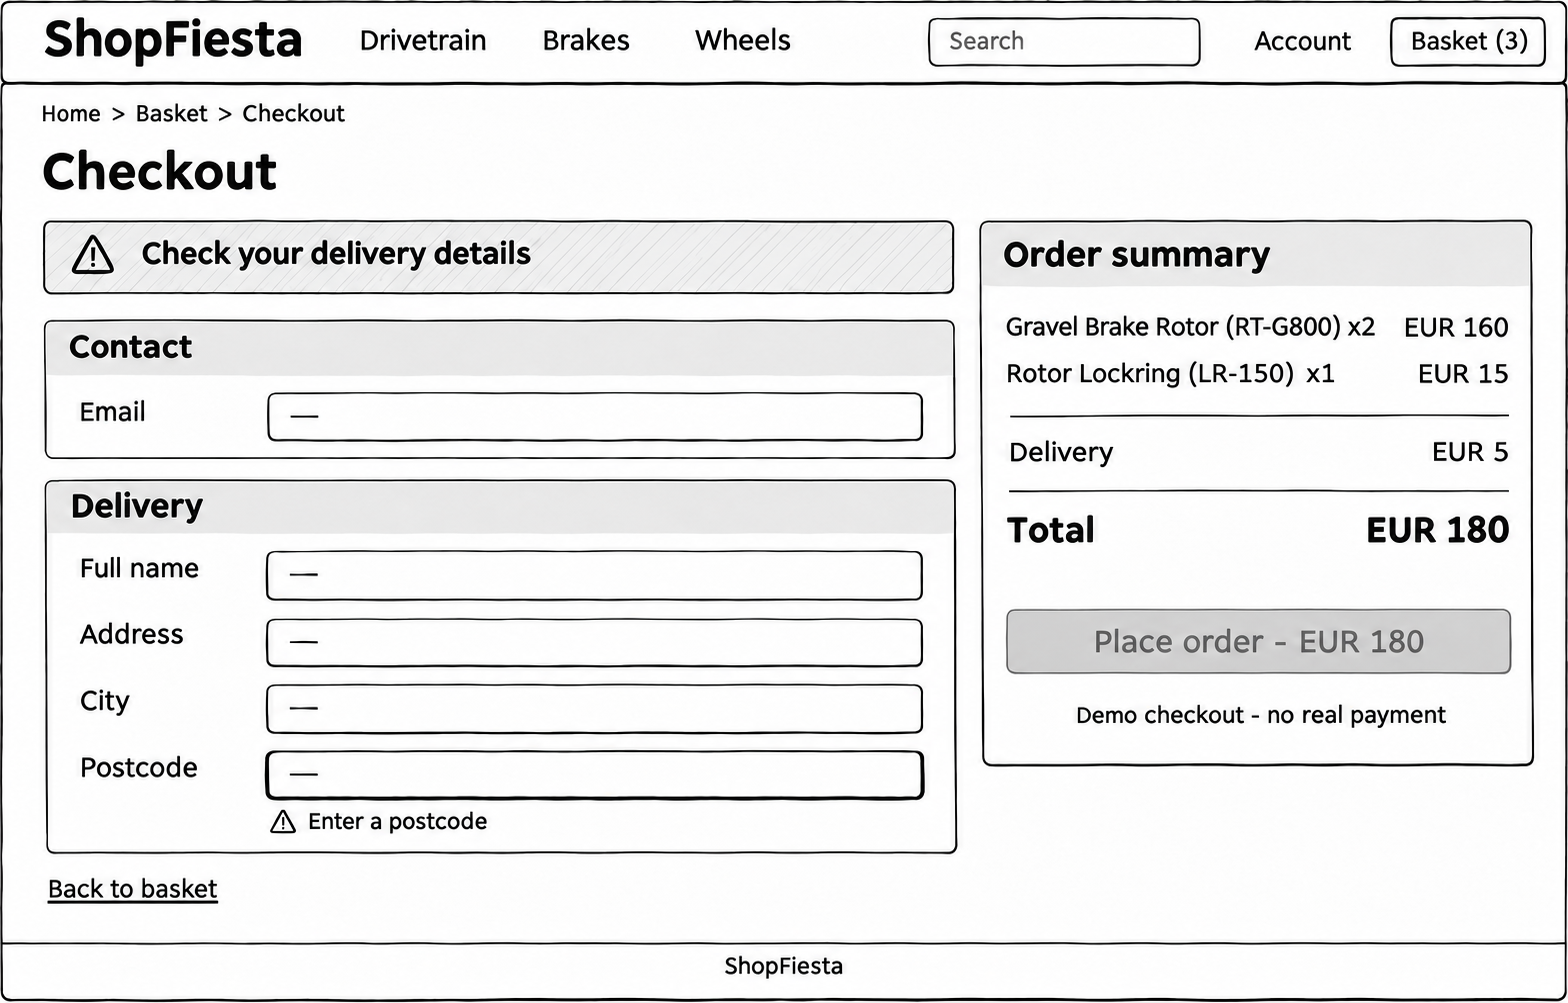 ShopFiesta Drivetrain Brakes Wheels Search Account Basket (3)
Home > Basket > Checkout
Checkout
Check your delivery details
Contact
Email —
Delivery
Full name —
Address —
City —
Postcode —
Enter a postcode
Back to basket
Order summary
Gravel Brake Rotor (RT-G800) x2 EUR 160
Rotor Lockring (LR-150) x1 EUR 15
Delivery EUR 5
Total EUR 180
Place order - EUR 180
Demo checkout - no real payment
ShopFiesta